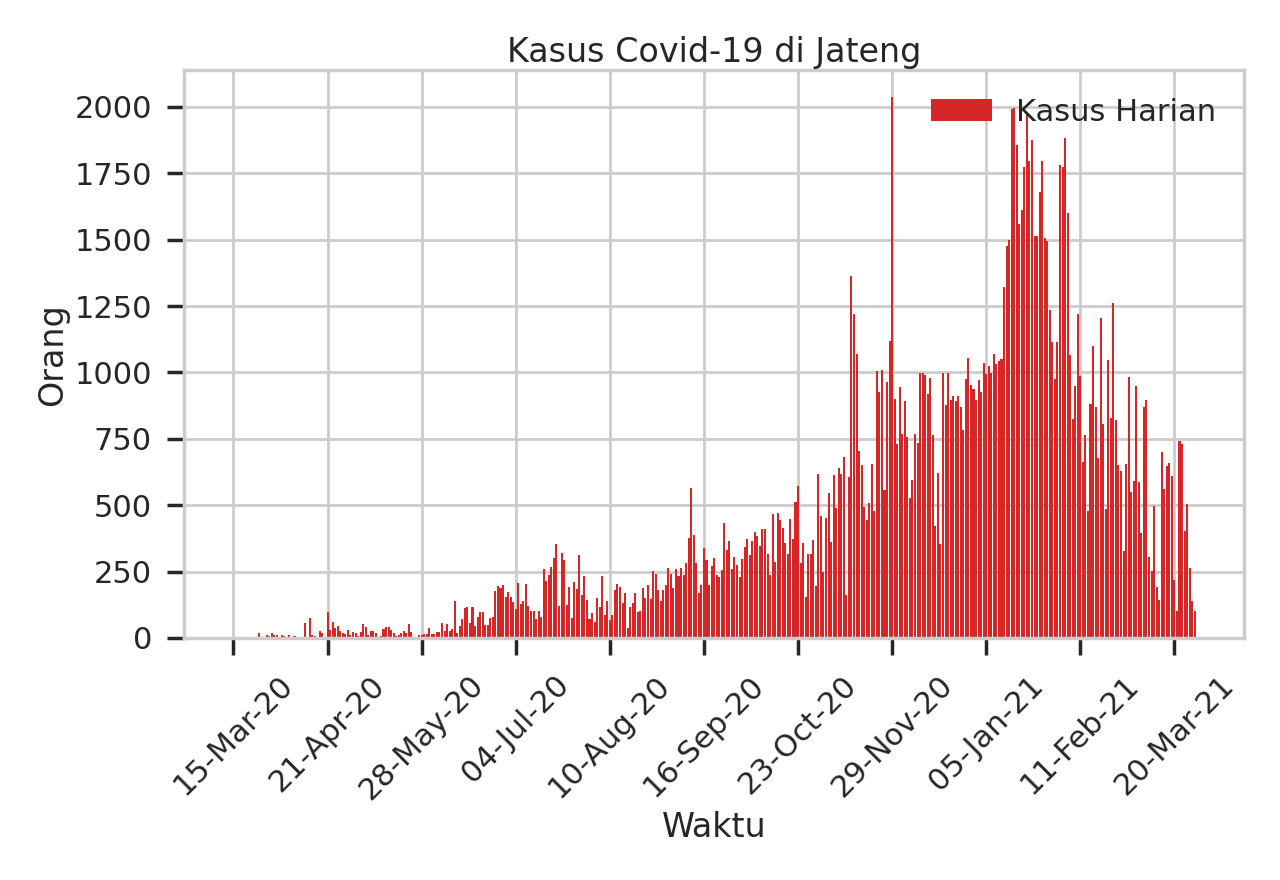 Kasus Covid-19 di Jateng
Kasus Harian
2000
1750
1500
1250
1000
750
500
250
0
Orang
15-Mar-20
21-Apr-20
28-May-20
04-Jul-20
10-Aug-20
16-Sep-20
23-Oct-20
29-Nov-20
05-Jan-21
11-Feb-21
20-Mar-21
Waktu